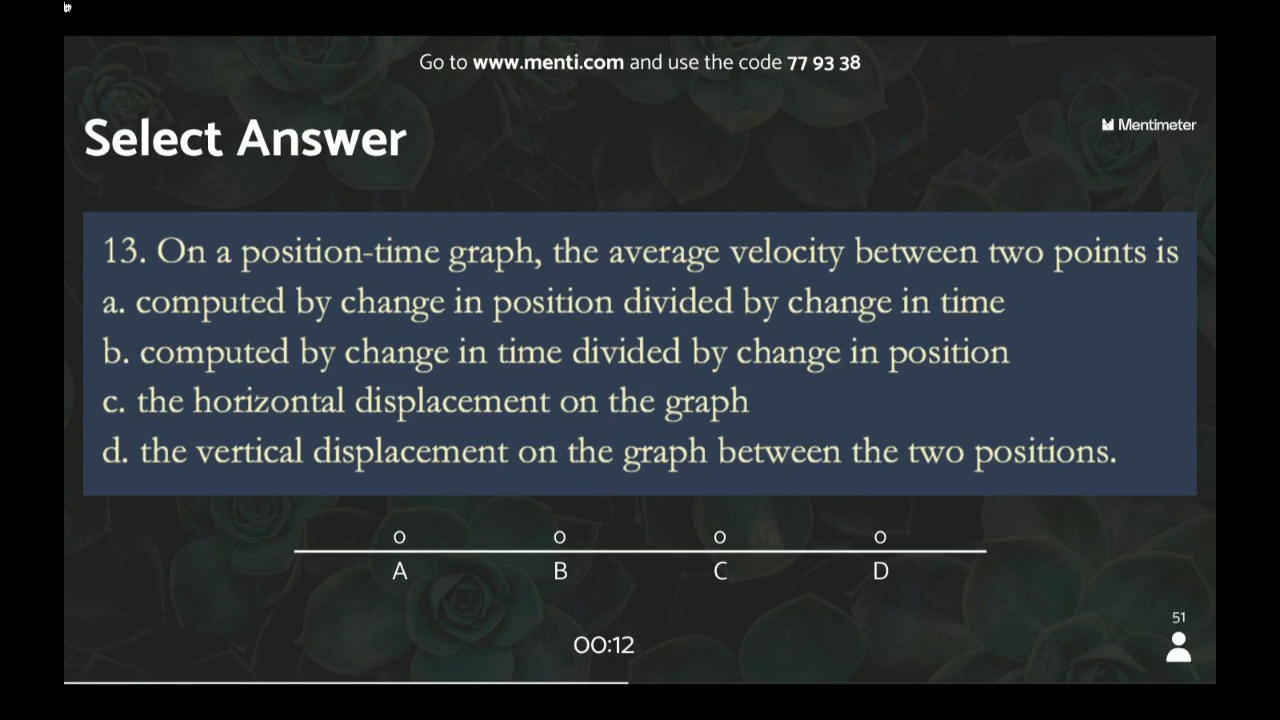 Go to www.menti.com and use the code 77 93 38
Select Answer
Mentimeter
13. On a position-time graph, the average velocity between two points is
a. computed by change in position divided by change in time
b. computed by change in time divided by change in position
c. the horizontal displacement on the graph
d. the vertical displacement on the graph between the two positions.
0 0 0 0
A B C D
51
00:12